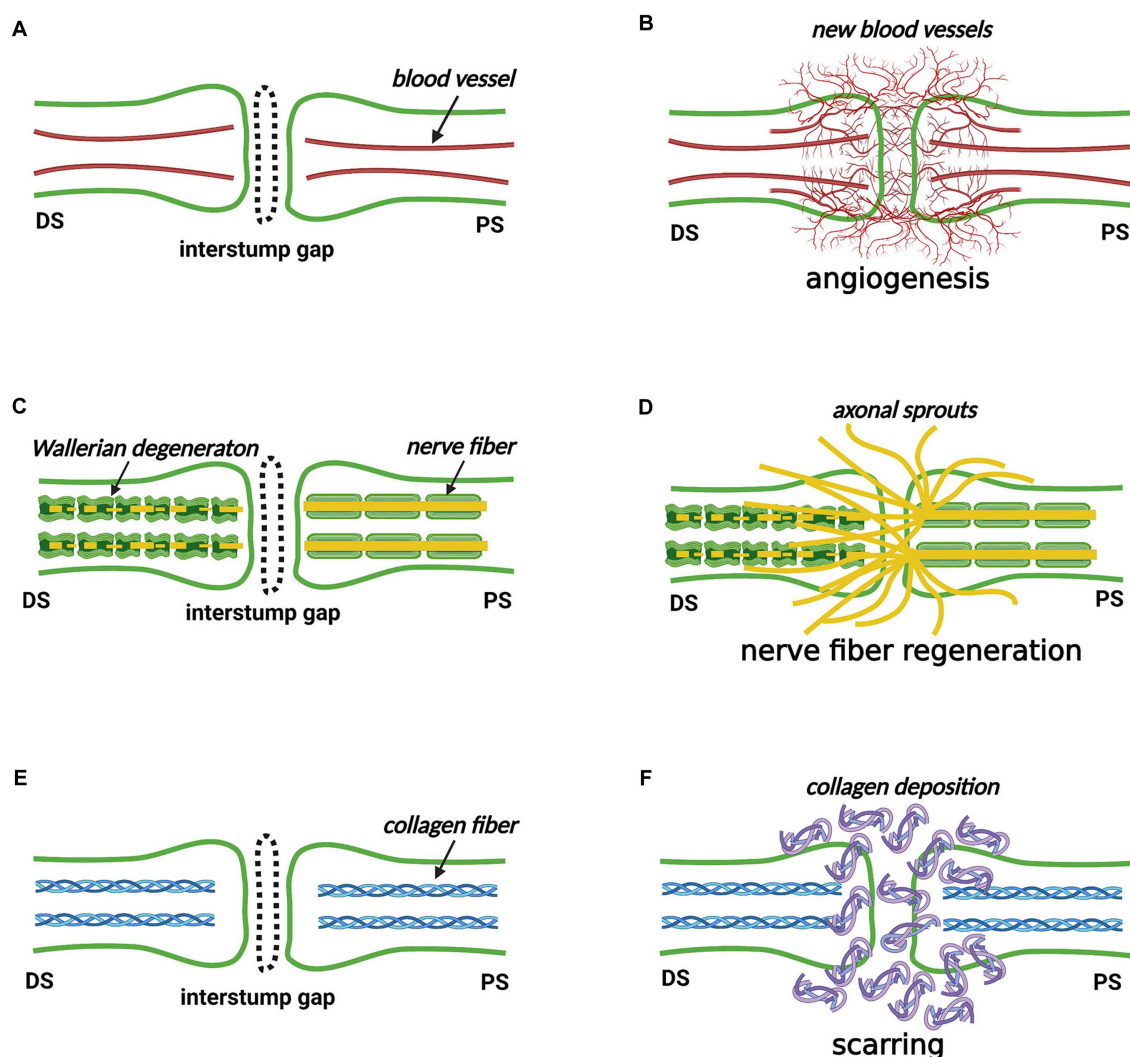 A
blood vessel
DS
PS
interstump gap
B
new blood vessels
DS
PS
angiogenesis
C
Wallerian degeneraton
nerve fiber
DS
PS
interstump gap
D
axonal sprouts
DS
PS
nerve fiber regeneration
E
collagen fiber
DS
PS
interstump gap
F
collagen deposition
DS
PS
scarring